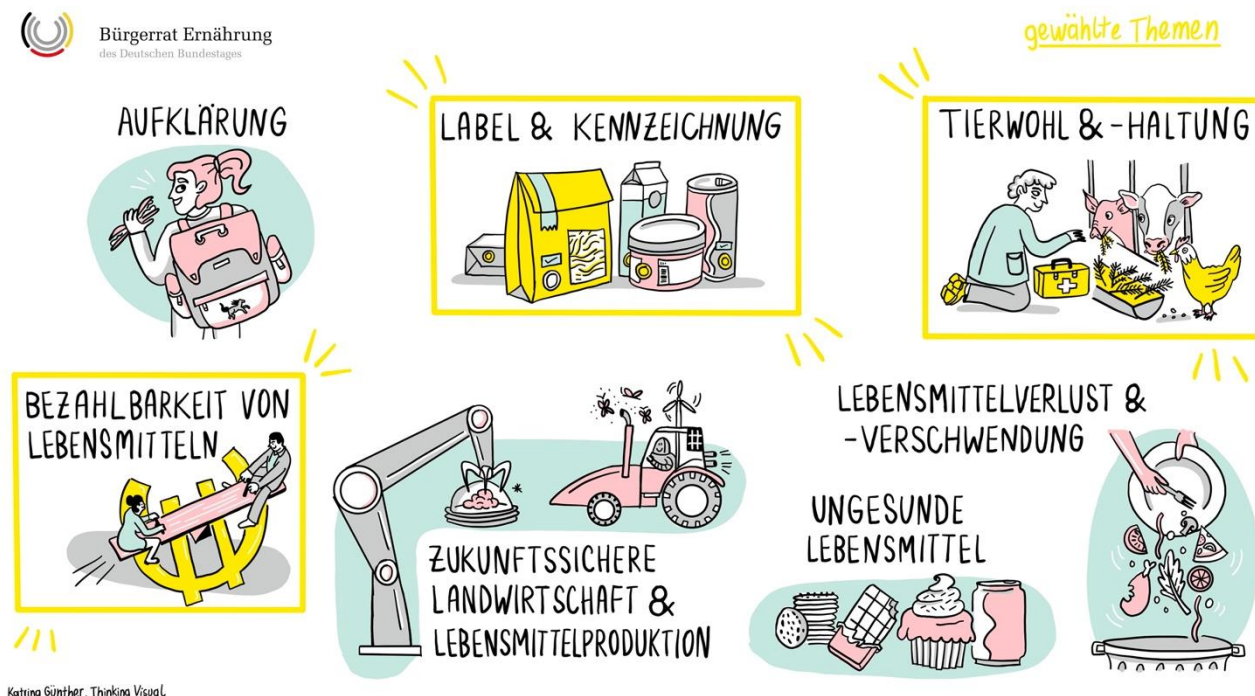 Bürgerrat Ernährung
des Deutschen Bundestages
gewählte Themen
AUFKLÄRUNG
LABEL & KENNZEICHNUNG
TIERWOHL & -HALTUNG
BEZAHLBARKEIT VON
LEBENSMITTELN
ZUKUNFTSSICHERE
LANDWIRTSCHAFT &
LEBENSMITTELPRODUKTION
LEBENSMITTELVERLUST &
-VERSCHWENDUNG
UNGESUNDE
LEBENSMITTEL
Katrina Günther, Thinking Visual